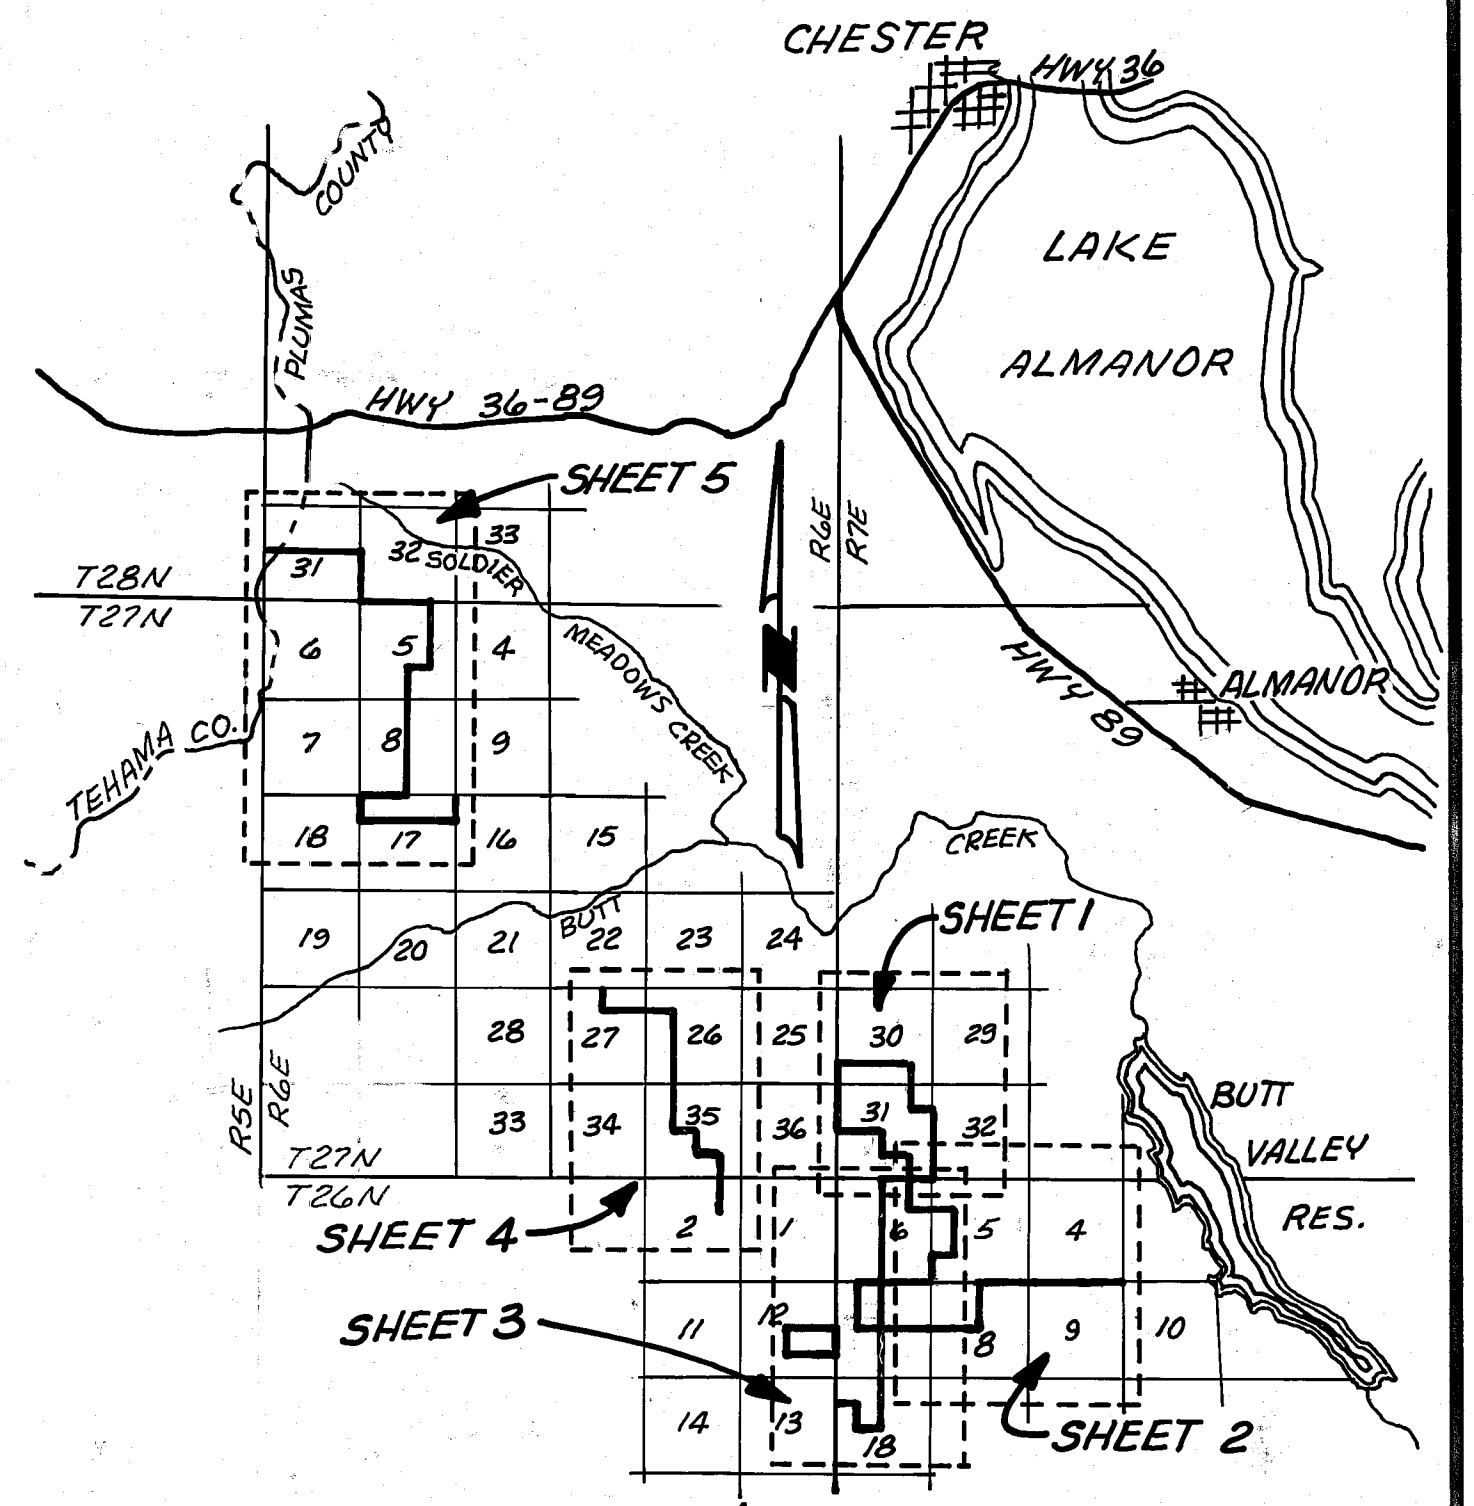 CHESTER
HWY 36
COUNTY
LAKE
ALMANOR
PLUMAS
HWY 36-89
SHEET 5
R6E
R7E
33
32
31
SOLDIER
T28N
T27N
6
5
4
MEADOWS CREEK
HWY 89
ALMANOR
TEHAMA CO.
7
8
9
18
17
16
15
CREEK
BUTT
SHEET 1
19
20
21
22
23
24
28
27
26
25
30
29
R5E
R6E
33
34
35
36
31
32
BUTT
VALLEY
RES.
T27N
T26N
SHEET 4
2
1
6
5
4
SHEET 3
11
12
8
9
10
14
13
18
SHEET 2